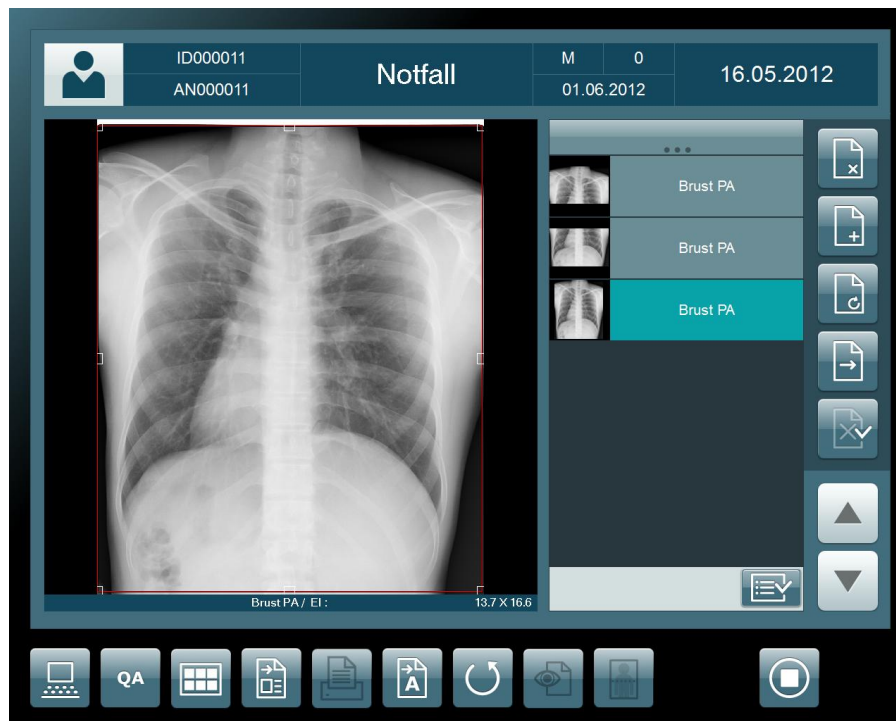 ID000011
AN000011
Notfall
M 0
01.06.2012
16.05.2012
Brust PA
Brust PA
Brust PA
Brust PA / EI :
13.7 X 16.6
QA
A